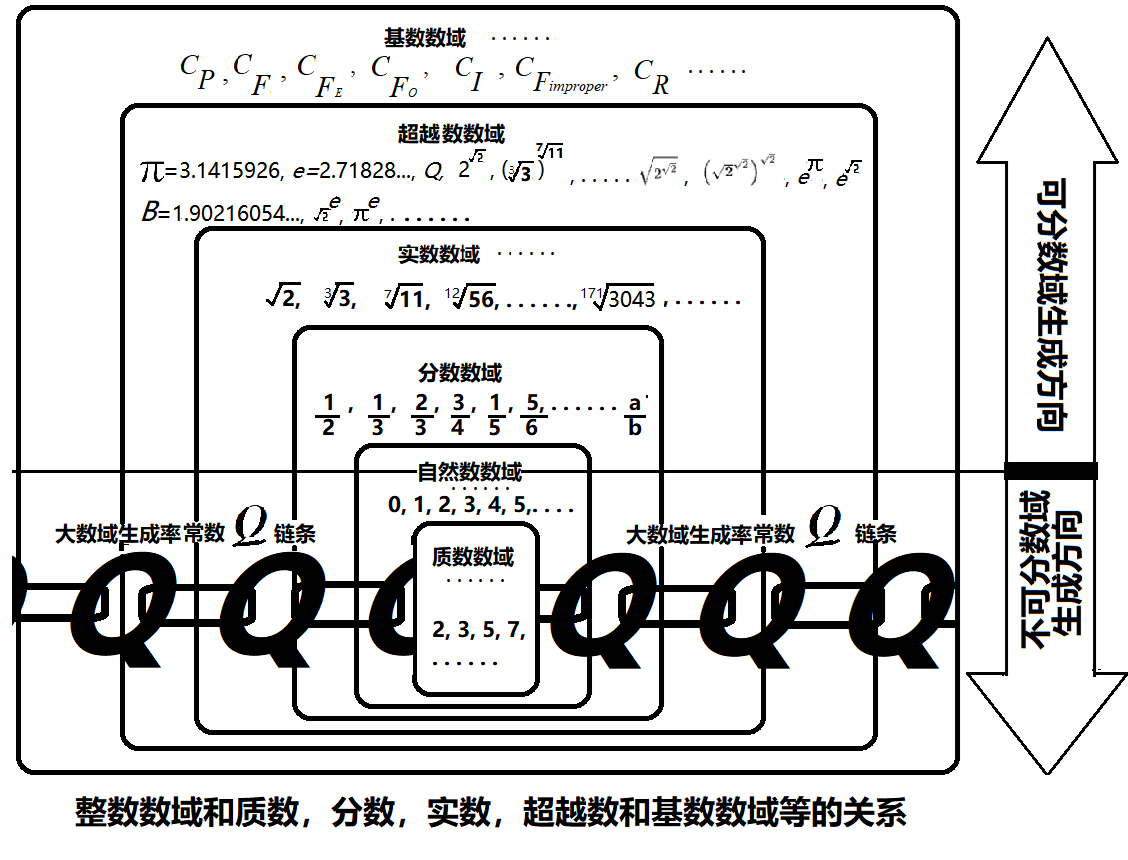 基数数域 ······
C_P, C_F, C_{F_E}, C_{F_O}, C_I, C_{F_{improper}}, C_R ······
超越数数域
π=3.1415926, e=2.71828..., Q, 2^{√2}, (∛3)^{⁷√11}, ..... √(2^{√2}), (√2^{√2})^{√2}, e^π, e^{√2}
B=1.90216054..., √2^e, π^e, .......
实数数域 ······
√2, ³√3, ⁷√11, ¹²√56, ......, ¹⁷¹√3043, ......
分数数域
1/2, 1/3, 2/3, 3/4, 1/5, 5/6, ...... a/b
自然数数域
······
0, 1, 2, 3, 4, 5,....
大数域生成率常数 Q 链条
大数域生成率常数 Q 链条
质数数域
······
Q Q Q Q Q Q
2, 3, 5, 7,
······
可分数域生成方向
不可分数域
生成方向
整数数域和质数，分数，实数，超越数和基数数域等的关系